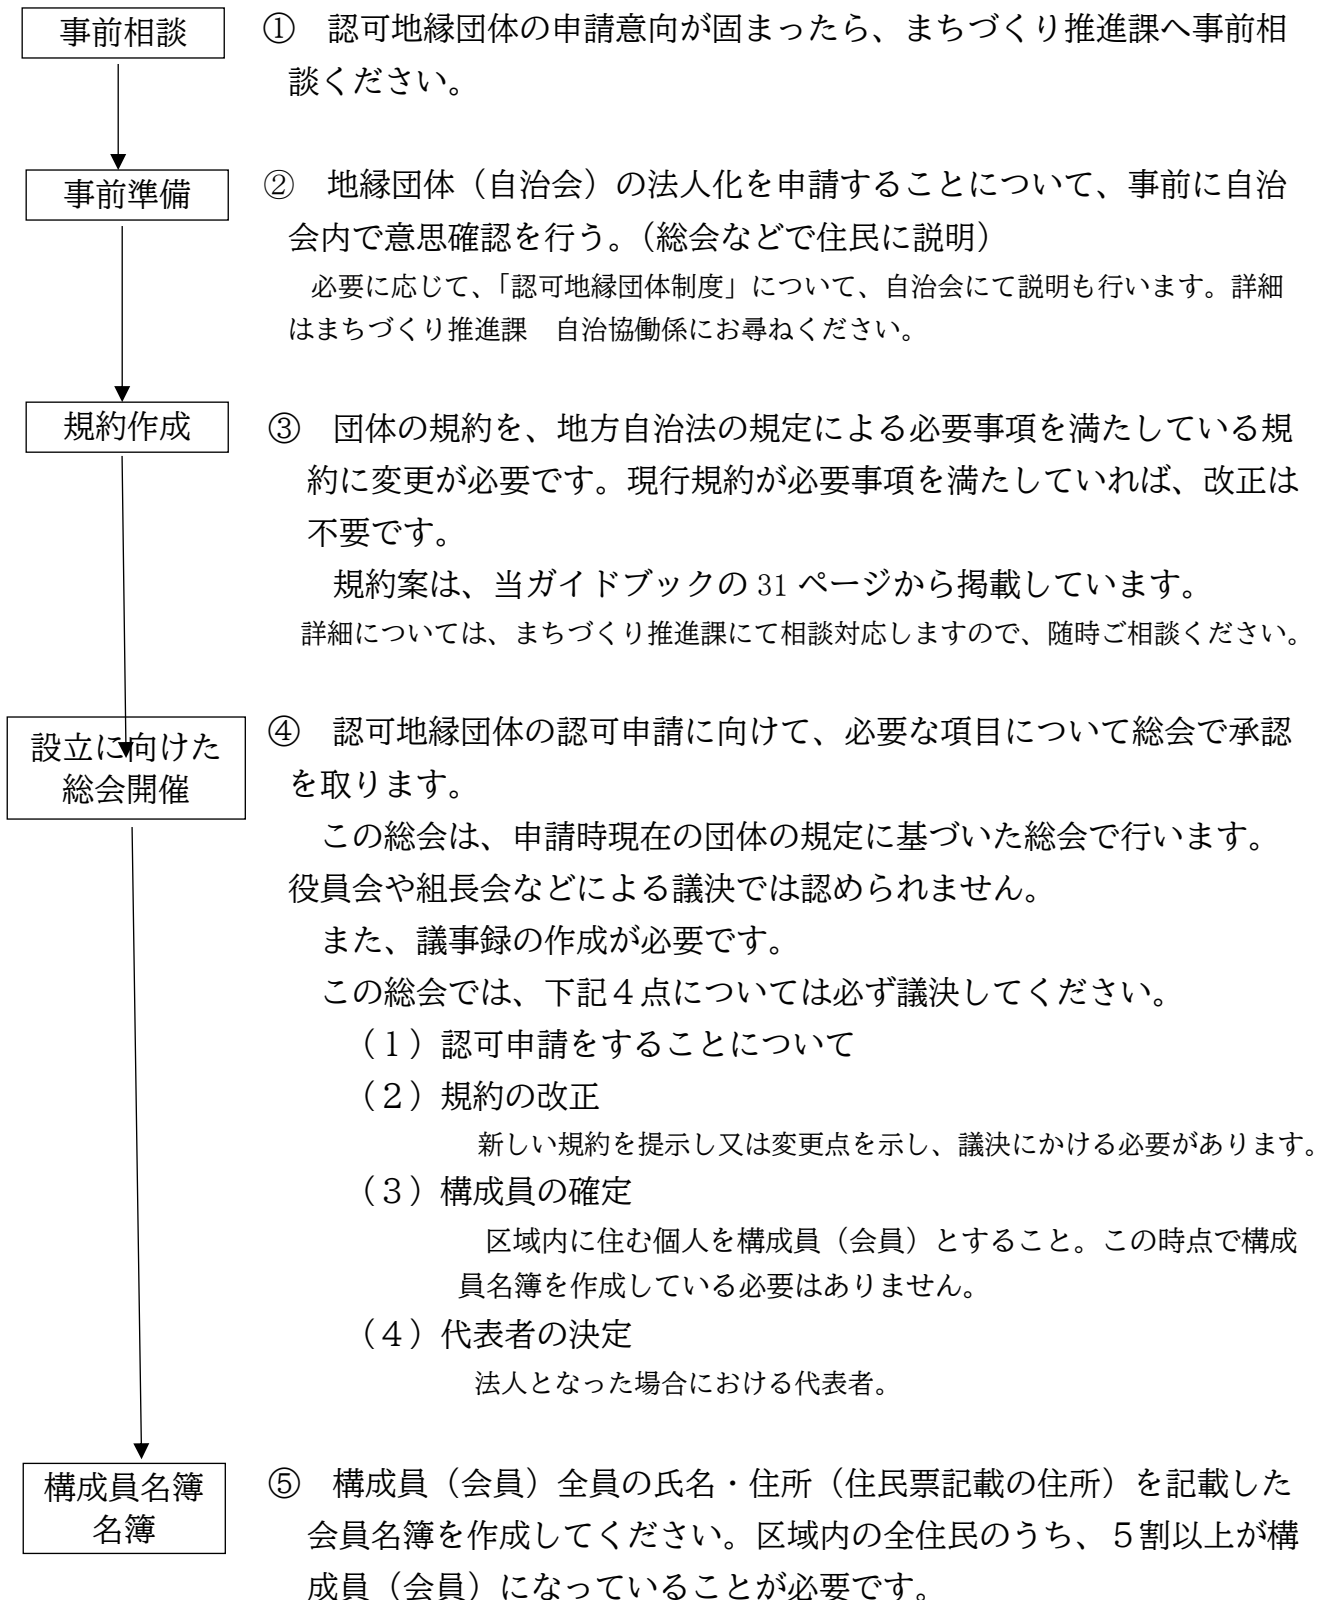 事前相談
① 認可地縁団体の申請意向が固まったら、まちづくり推進課へ事前相
談ください。
事前準備
② 地縁団体（自治会）の法人化を申請することについて、事前に自治
会内で意思確認を行う。（総会などで住民に説明）
必要に応じて、「認可地縁団体制度」について、自治会にて説明も行います。詳細
はまちづくり推進課 自治協働係にお尋ねください。
規約作成
③ 団体の規約を、地方自治法の規定による必要事項を満たしている規
約に変更が必要です。現行規約が必要事項を満たしていれば、改正は
不要です。
規約案は、当ガイドブックの 31 ページから掲載しています。
詳細については、まちづくり推進課にて相談対応しますので、随時ご相談ください。
設立に向けた
総会開催
④ 認可地縁団体の認可申請に向けて、必要な項目について総会で承認
を取ります。
この総会は、申請時現在の団体の規定に基づいた総会で行います。
役員会や組長会などによる議決では認められません。
また、議事録の作成が必要です。
この総会では、下記４点については必ず議決してください。
（１）認可申請をすることについて
（２）規約の改正
新しい規約を提示し又は変更点を示し、議決にかける必要があります。
（３）構成員の確定
区域内に住む個人を構成員（会員）とすること。この時点で構成
員名簿を作成している必要はありません。
（４）代表者の決定
法人となった場合における代表者。
構成員名簿
名簿
⑤ 構成員（会員）全員の氏名・住所（住民票記載の住所）を記載した
会員名簿を作成してください。区域内の全住民のうち、５割以上が構
成員（会員）になっていることが必要です。